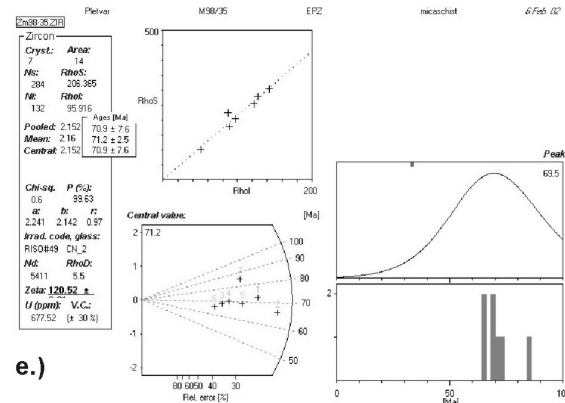 Pletvar M98/35 EPZ micaschist 6.Feb. 02
Zm98-35.ZIR
Zircon
Cryst.: Area:
7 14
Ns: RhoS:
284 206.365
Ni: RhoI:
132 95.916
Ages [Ma]
Pooled: 2.152 70.9 ± 7.6
Mean: 2.16 71.2 ± 2.5
Central: 2.152 70.9 ± 7.6
Chi-sq. P (%):
0.6 99.63
a: b: r:
2.241 2.142 0.97
Irrad. code, glass:
RISO#49 CN_2
Nd: RhoD:
5411 5.5
Zeta: 120.52 ±
U (ppm): V.C.:
677.52 (± 30 %)
e.)
500
RhoS
RhoI 200
Central value: [Ma]
71.2
2
1
0
-1
-2
100
90
80
70
60
50
80 60 50 40 30
Rel. error [%]
Peak
69.5
2
1
0
0 50 10
[Ma]